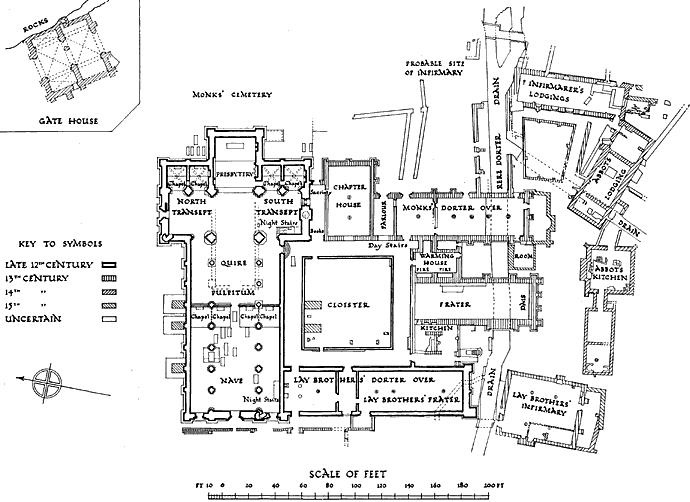 ROCKS
GATE HOUSE
MONKS' CEMETERY
PROBABLE SITE
OF INFIRMARY
DRAIN
INFIRMARER'S
LODGINGS
RERE DORTER
ABBOT'S
LODGING
DRAIN
ABBOTS
KITCHEN
PRESBYTERY
Chapel
Chapel
Chapel
Chapel
NORTH
TRANSEPT
SOUTH
TRANSEPT
Night Stairs
Sacristy
Books
CHAPTER
HOUSE
PARLOUR
MONKS' DORTER OVER
Day Stairs
WARMING
HOUSE
FIRE
FIRE
ROOM
FRATER
DAIS
KITCHEN
QUIRE
PULPITUM
Chapel
Chapel
Chapel
Chapel
CLOISTER
NAVE
Night Stairs
LAY BROTHERS' DORTER OVER
LAY BROTHERS' FRATER
DRAIN
LAY BROTHERS'
INFIRMARY
KEY TO SYMBOLS
LATE 12TH CENTURY
13TH CENTURY
14TH "
15TH "
UNCERTAIN
SCALE OF FEET
FT 10 0 20 40 60 80 100 120 140 160 180 200 FT